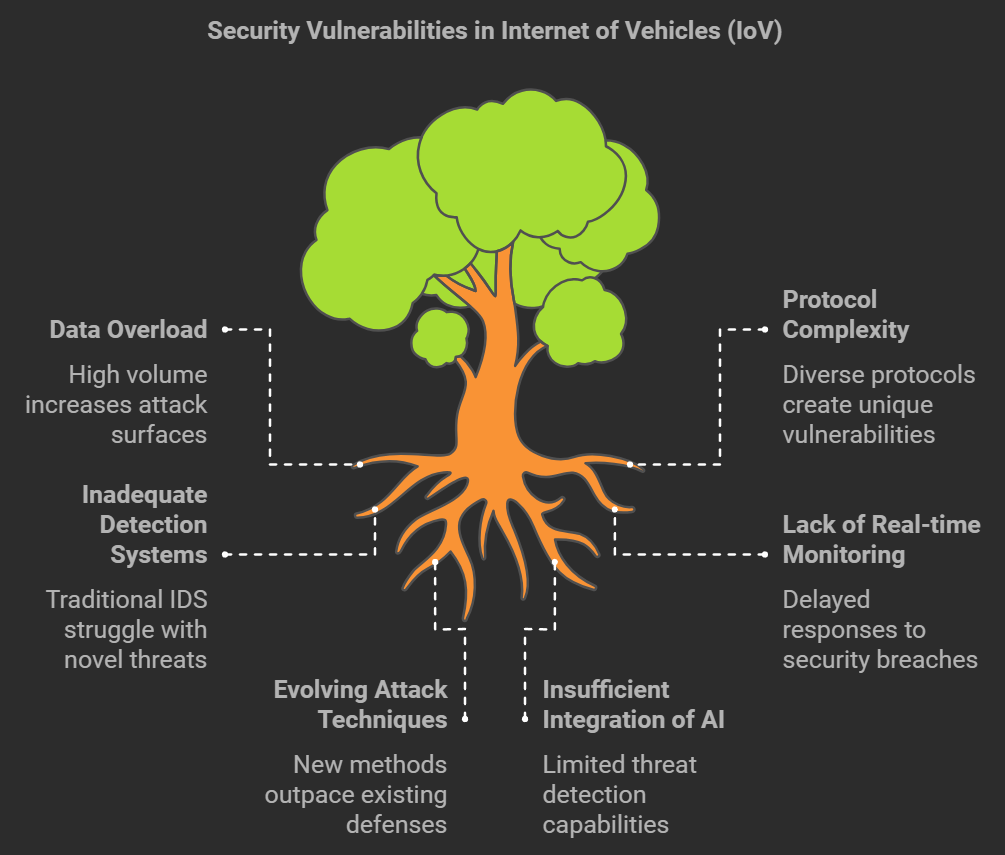 Security Vulnerabilities in Internet of Vehicles (IoV)
Data Overload
High volume
increases attack
surfaces
Protocol
Complexity
Diverse protocols
create unique
vulnerabilities
Inadequate
Detection
Systems
Traditional IDS
struggle with
novel threats
Lack of Real-time
Monitoring
Delayed
responses to
security breaches
Evolving Attack
Techniques
New methods
outpace existing
defenses
Insufficient
Integration of AI
Limited threat
detection
capabilities